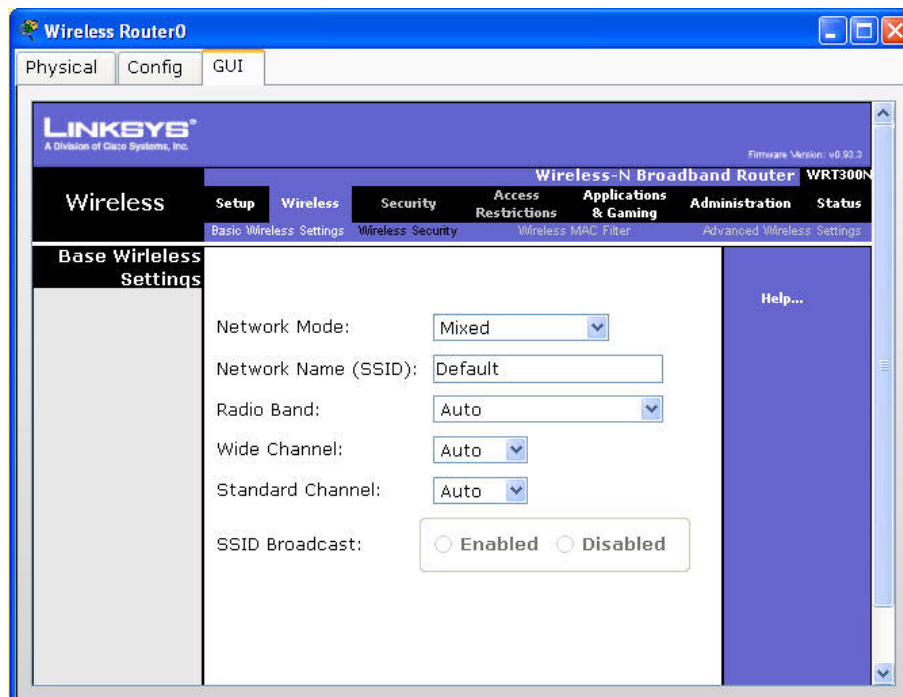 Wireless Router0
Physical Config GUI
LINKSYS®
A Division of Cisco Systems, Inc.
Firmware Version: v0.93.3
Wireless-N Broadband Router WRT300N
Wireless
Setup Wireless Security Access Restrictions Applications & Gaming Administration Status
Basic Wireless Settings Wireless Security Wireless MAC Filter Advanced Wireless Settings
Base Wirleless
Settings
Help...
Network Mode: Mixed
Network Name (SSID): Default
Radio Band: Auto
Wide Channel: Auto
Standard Channel: Auto
SSID Broadcast: Enabled Disabled